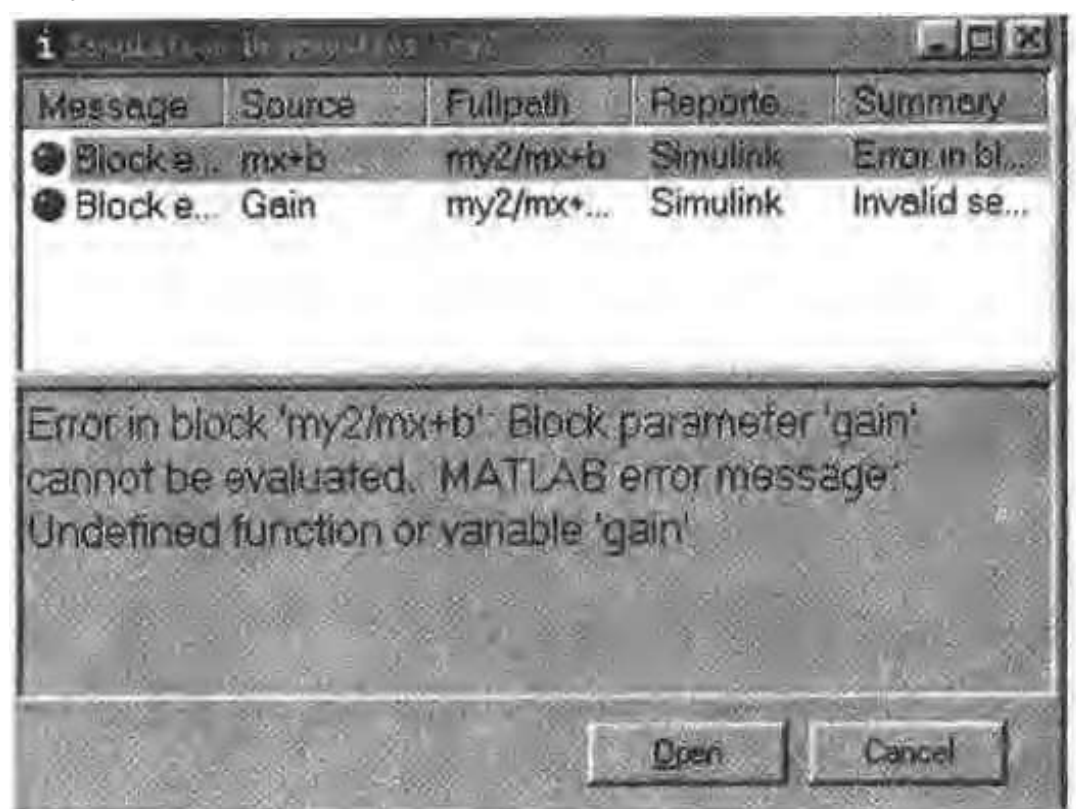 Message Source Fullpath Reporte... Summary
Block e... mx+b my2/mx+b Simulink Error in bl...
Block e... Gain my2/mx+... Simulink Invalid se...
Error in block 'my2/mx+b': Block parameter 'gain'
cannot be evaluated. MATLAB error message:
Undefined function or variable 'gain'
Open Cancel